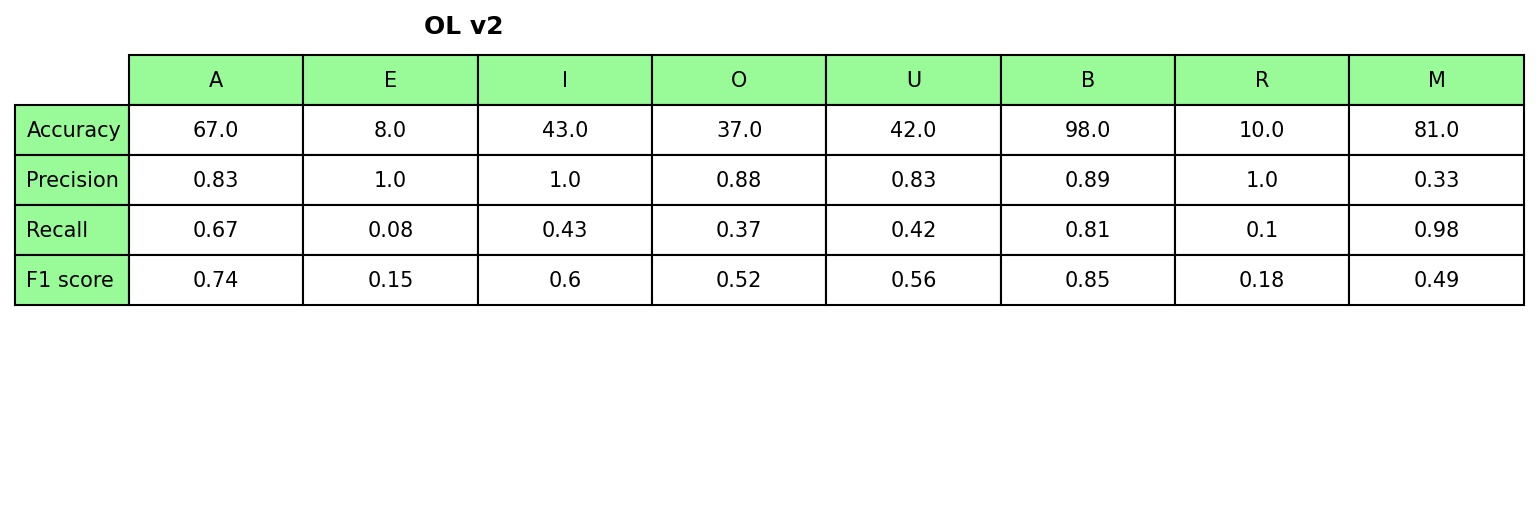 OL v2
A E I O U B R M
Accuracy 67.0 8.0 43.0 37.0 42.0 98.0 10.0 81.0
Precision 0.83 1.0 1.0 0.88 0.83 0.89 1.0 0.33
Recall 0.67 0.08 0.43 0.37 0.42 0.81 0.1 0.98
F1 score 0.74 0.15 0.6 0.52 0.56 0.85 0.18 0.49